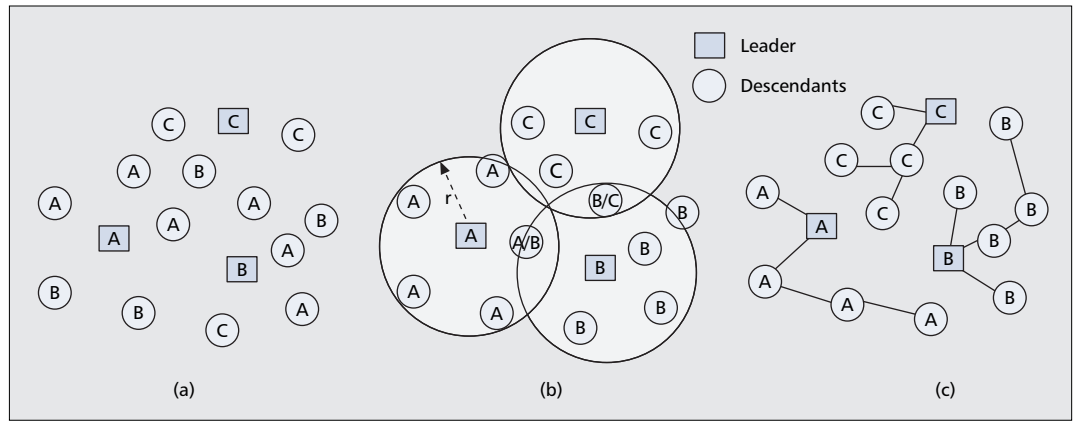 Leader
Descendants
C C C
A B
A A
A A B
B A
B B A
C
C C C
A C
A B/C
r B
A A/B B
B
A A B
B
C C B
C C
A B
C B
A B
B
A B
A A
(a) (b) (c)